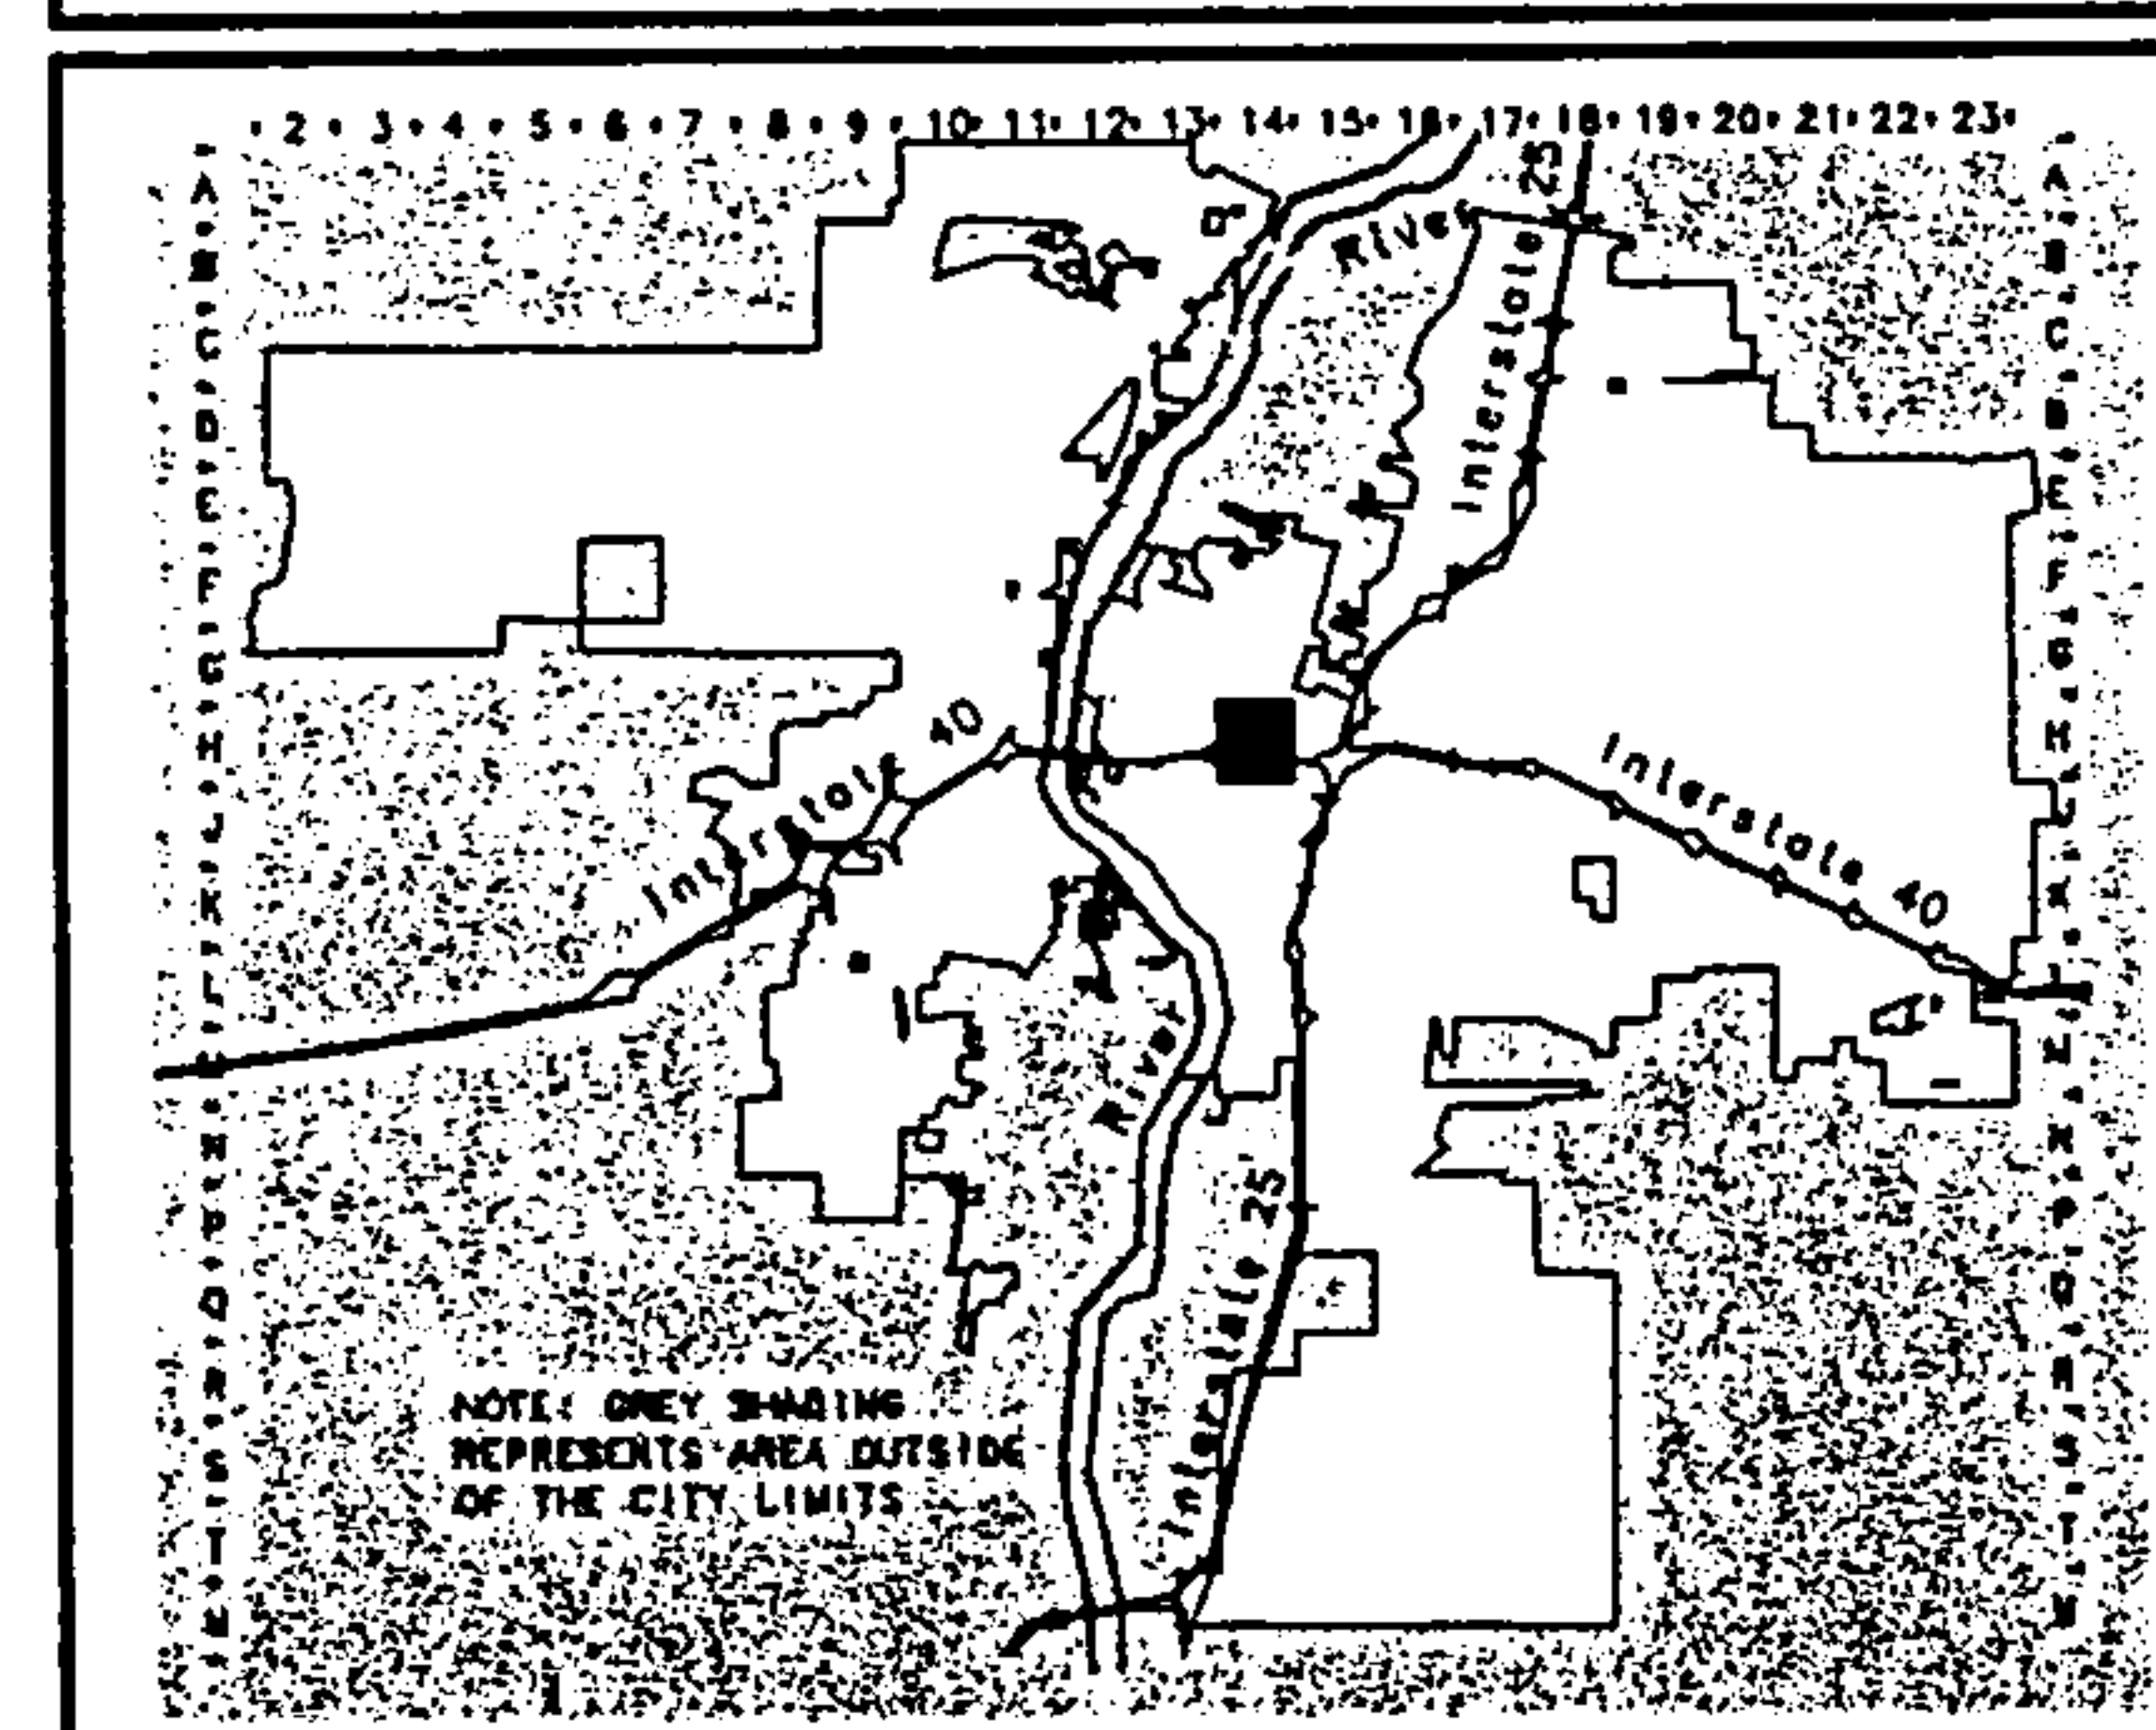 2 · 3 · 4 · 5 · 6 · 7 · 8 · 9 · 10 · 11 · 12 · 13 · 14 · 15 · 16 · 17 · 18 · 19 · 20 · 21 · 22 · 23 ·
A
B
C
D
E
F
G
H
J
K
L
M
N
P
Q
R
S
T
A
B
C
D
E
F
G
H
J
K
L
M
N
P
Q
R
S
T
River
Interstate 25
Interstate 40
Interstate 40
River
Interstate 25
NOTE: GREY SHADING
REPRESENTS AREA OUTSIDE
OF THE CITY LIMITS